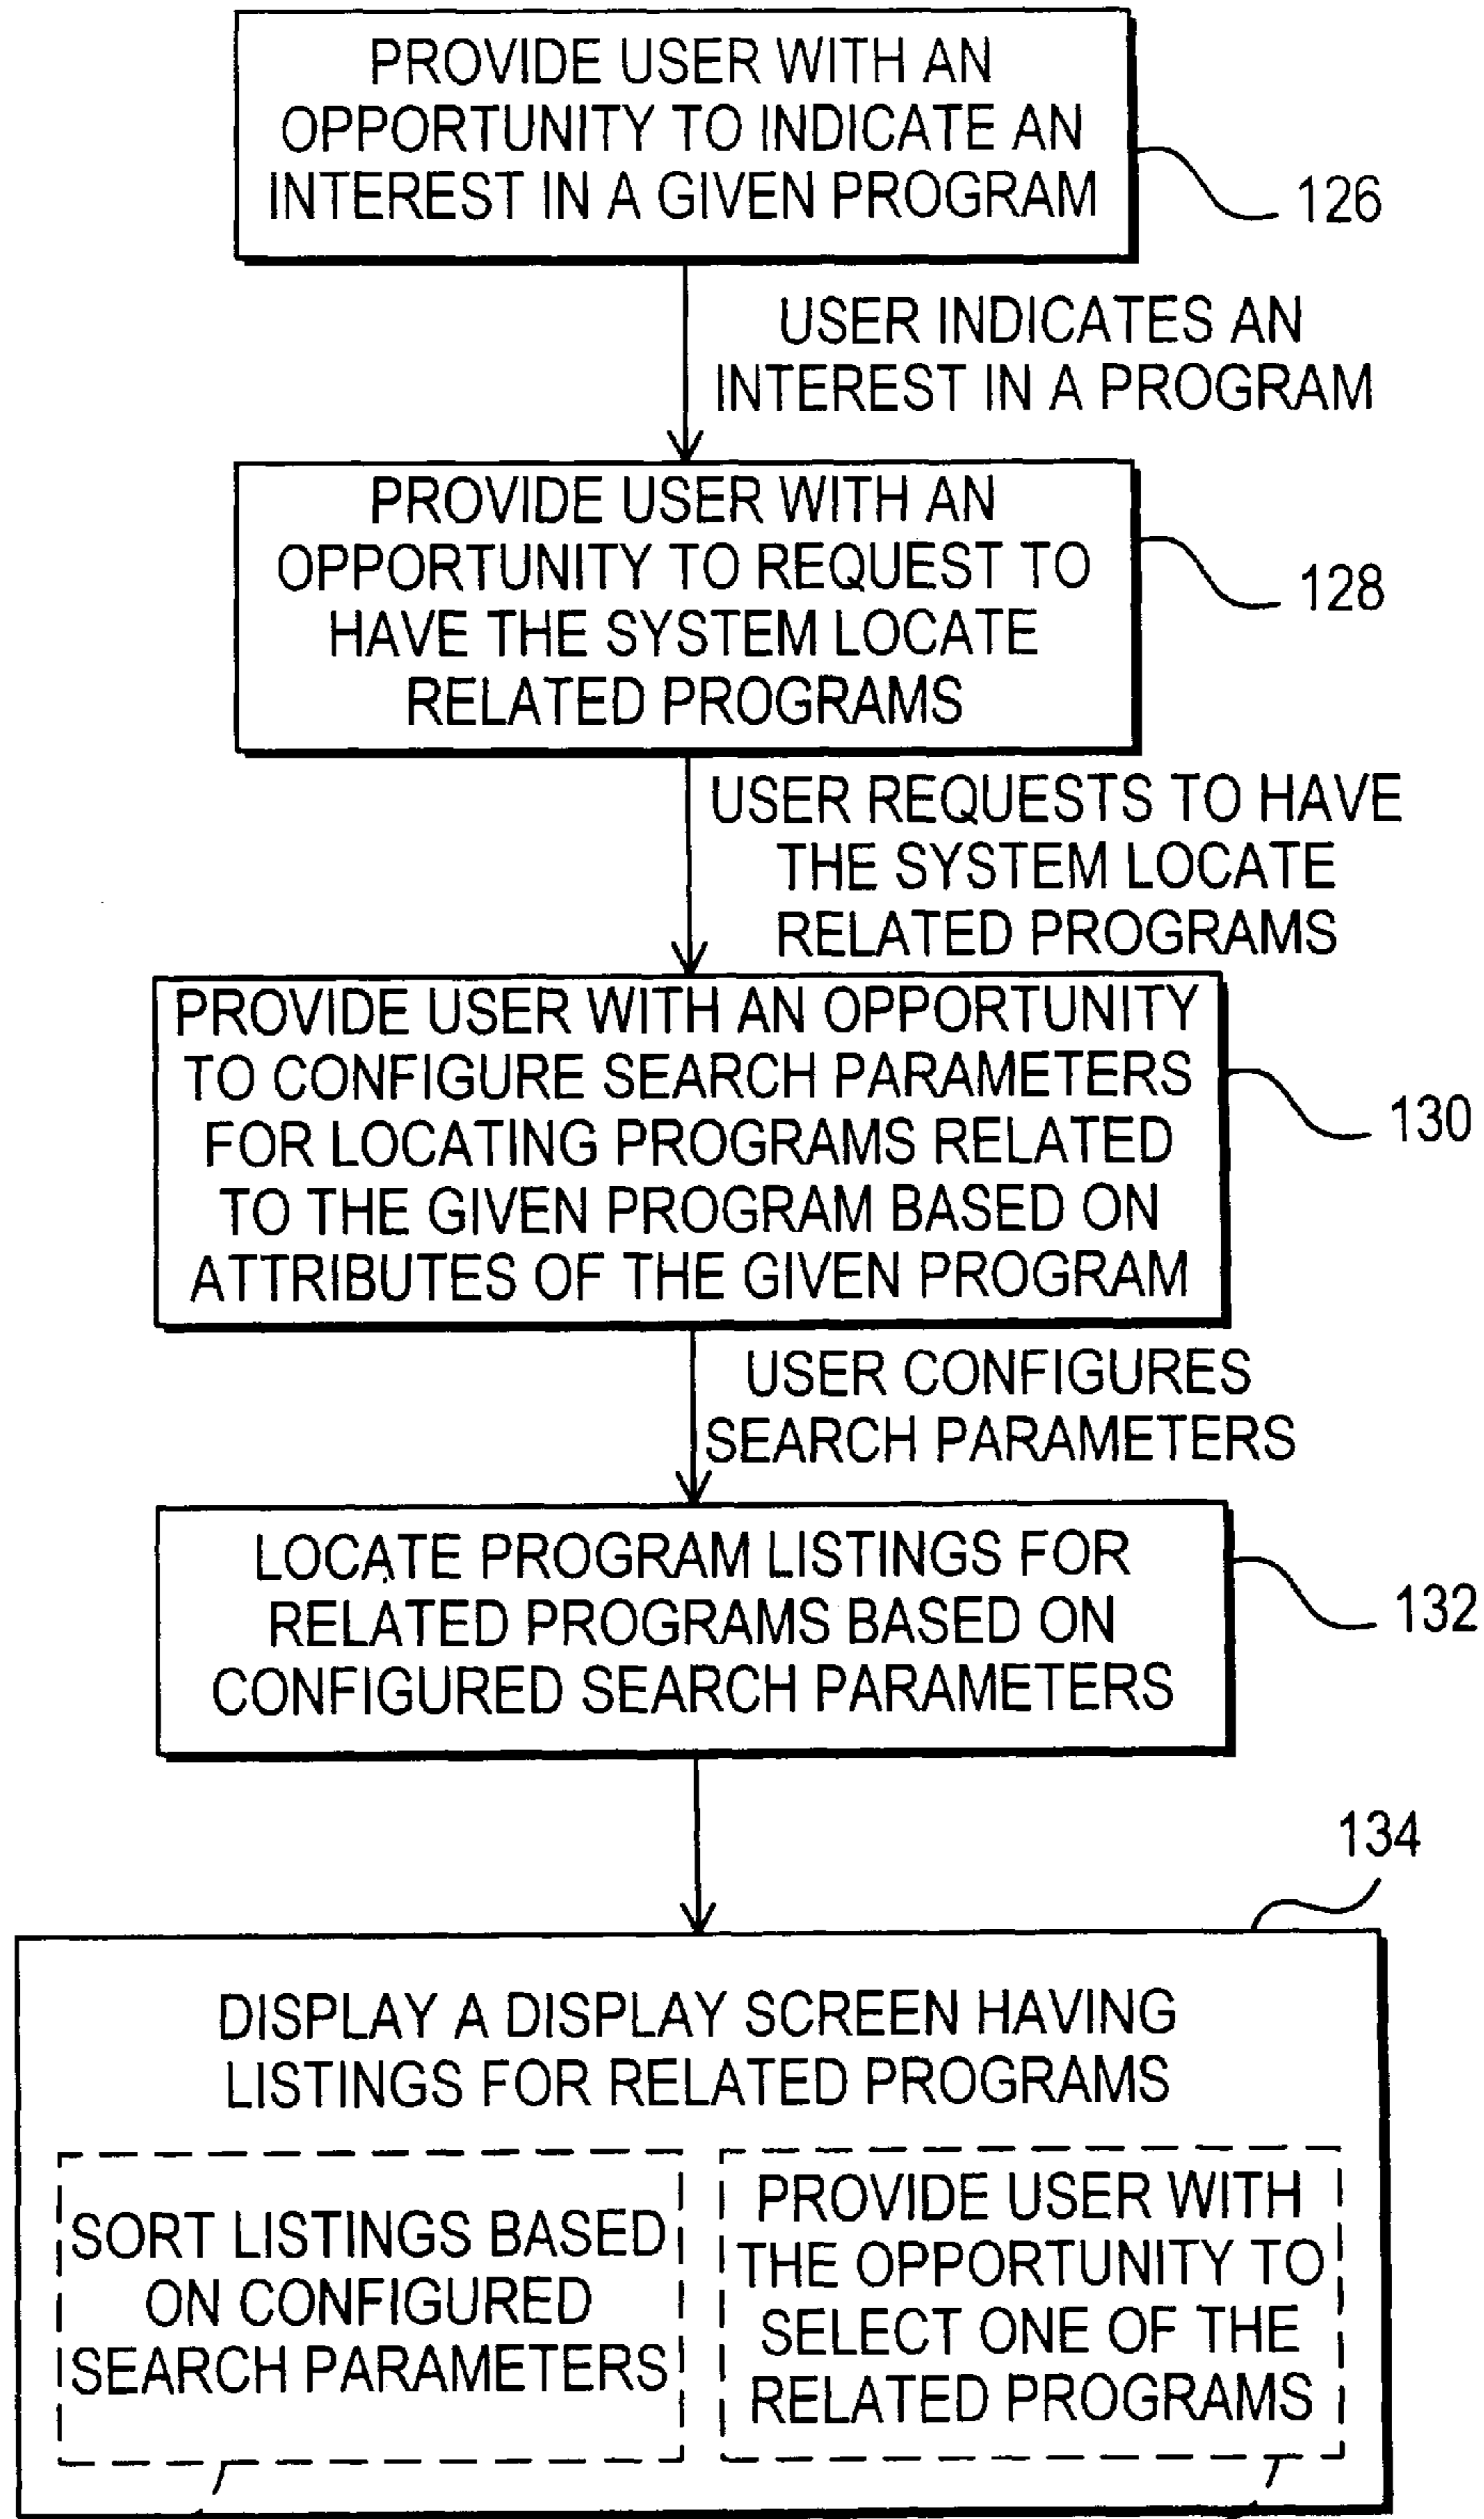 PROVIDE USER WITH AN
OPPORTUNITY TO INDICATE AN
INTEREST IN A GIVEN PROGRAM
126
USER INDICATES AN
INTEREST IN A PROGRAM
PROVIDE USER WITH AN
OPPORTUNITY TO REQUEST TO
HAVE THE SYSTEM LOCATE
RELATED PROGRAMS
128
USER REQUESTS TO HAVE
THE SYSTEM LOCATE
RELATED PROGRAMS
PROVIDE USER WITH AN OPPORTUNITY
TO CONFIGURE SEARCH PARAMETERS
FOR LOCATING PROGRAMS RELATED
TO THE GIVEN PROGRAM BASED ON
ATTRIBUTES OF THE GIVEN PROGRAM
130
USER CONFIGURES
SEARCH PARAMETERS
LOCATE PROGRAM LISTINGS FOR
RELATED PROGRAMS BASED ON
CONFIGURED SEARCH PARAMETERS
132
134
DISPLAY A DISPLAY SCREEN HAVING
LISTINGS FOR RELATED PROGRAMS
SORT LISTINGS BASED
ON CONFIGURED
SEARCH PARAMETERS
PROVIDE USER WITH
THE OPPORTUNITY TO
SELECT ONE OF THE
RELATED PROGRAMS